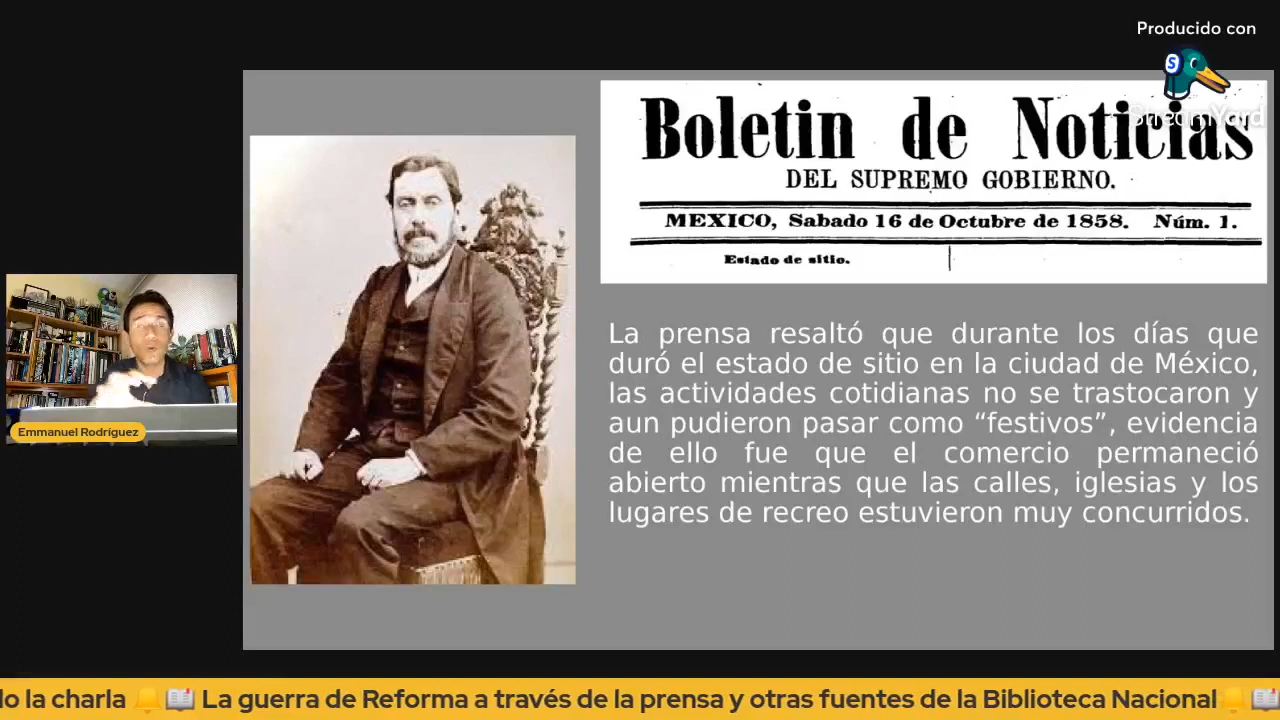 Producido con
StreamYard
Boletin de Noticias
DEL SUPREMO GOBIERNO.
MEXICO, Sabado 16 de Octubre de 1858. Núm. 1.
Estado de sitio.
La prensa resaltó que durante los días que
duró el estado de sitio en la ciudad de México,
las actividades cotidianas no se trastocaron y
aun pudieron pasar como “festivos”, evidencia
de ello fue que el comercio permaneció
abierto mientras que las calles, iglesias y los
lugares de recreo estuvieron muy concurridos.
Emmanuel Rodríguez
lo la charla 🔔📖 La guerra de Reforma a través de la prensa y otras fuentes de la Biblioteca Nacional🔔📖